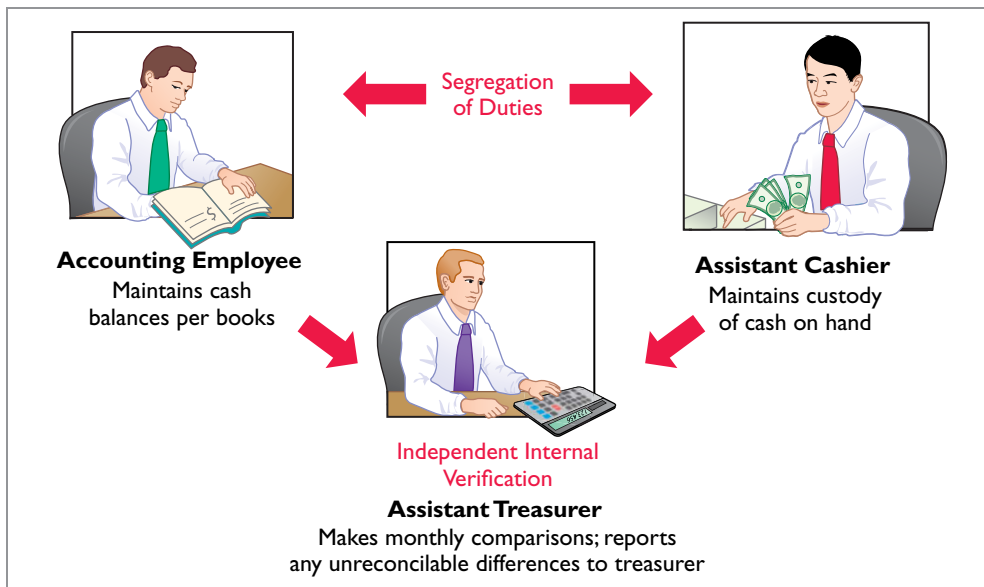 Segregation
of Duties
$
Accounting Employee
Maintains cash
balances per books
Assistant Cashier
Maintains custody
of cash on hand
Independent Internal
Verification
Assistant Treasurer
Makes monthly comparisons; reports
any unreconcilable differences to treasurer